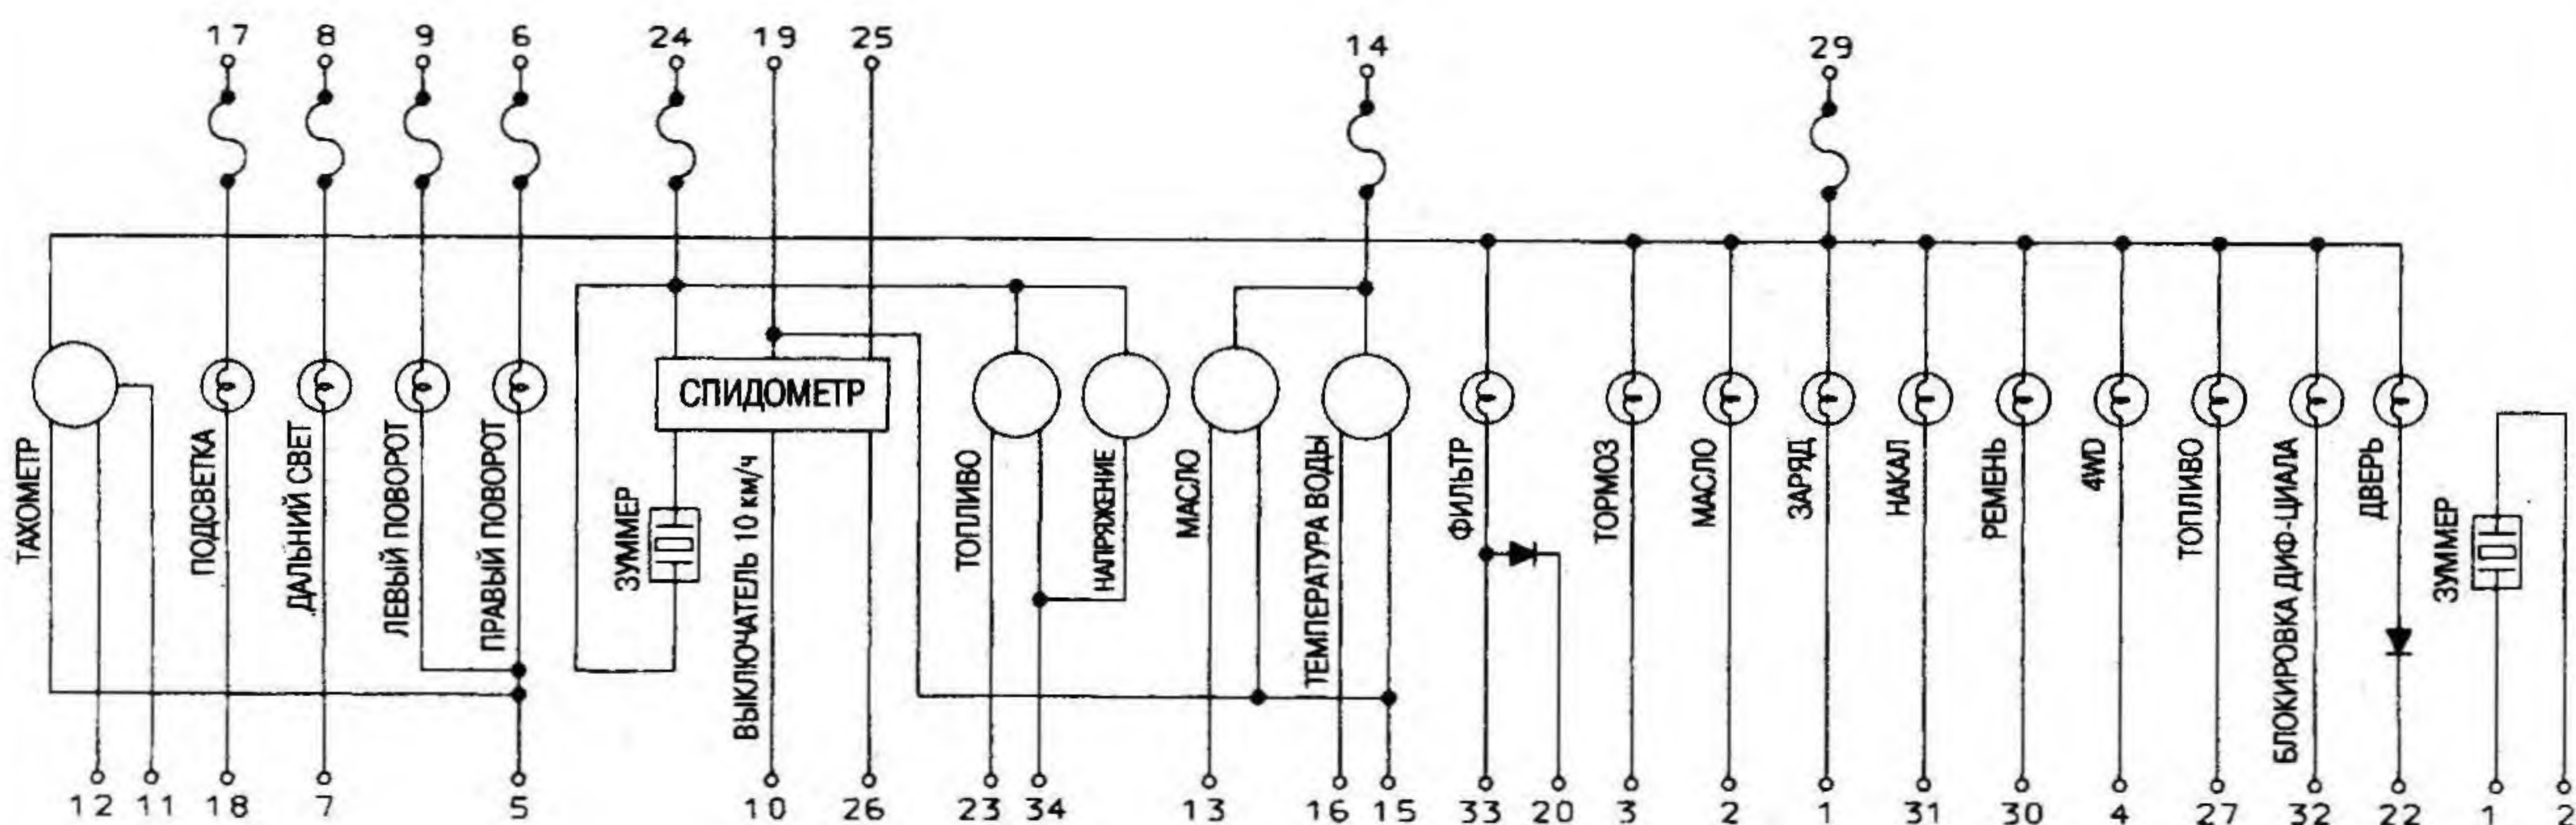 17 8 9 6 24 19 25 14 29
СПИДОМЕТР
ТАХОМЕТР
ПОДСВЕТКА
ДАЛЬНИЙ СВЕТ
ЛЕВЫЙ ПОВОРОТ
ПРАВЫЙ ПОВОРОТ
ЗУММЕР
ВЫКЛЮЧАТЕЛЬ 10 км/ч
ТОПЛИВО
НАПРЯЖЕНИЕ
МАСЛО
ТЕМПЕРАТУРА ВОДЫ
ФИЛЬТР
ТОРМОЗ
МАСЛО
ЗАРЯД
НАКАЛ
РЕМЕНЬ
4WD
ТОПЛИВО
БЛОКИРОВКА ДИФ-ЦИАЛА
ДВЕРЬ
ЗУММЕР
12 11 18 7 5 10 26 23 34 13 16 15 33 20 3 2 1 31 30 4 27 32 22 1 2